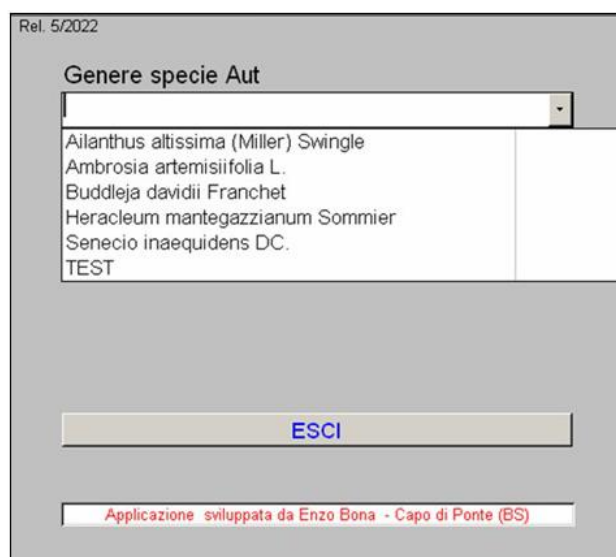 Rel. 5/2022
Genere specie Aut
Ailanthus altissima (Miller) Swingle
Ambrosia artemisiifolia L.
Buddleja davidii Franchet
Heracleum mantegazzianum Sommier
Senecio inaequidens DC.
TEST
ESCI
Applicazione sviluppata da Enzo Bona - Capo di Ponte (BS)